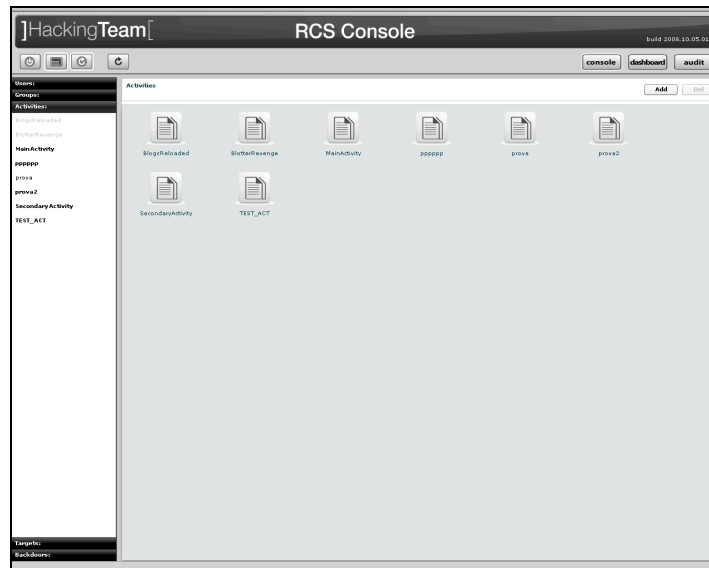 ]HackingTeam[
RCS Console
build 2008.10.05.01
console
dashboard
audit
Users:
Groups:
Activities:
BlogsReloaded
BlotterRevenge
MainActivity
pppppp
prova
prova2
SecondaryActivity
TEST_ACT
Targets:
Backdoors:
Activities
Add
Del
BlogsReloaded
BlotterRevenge
MainActivity
pppppp
prova
prova2
SecondaryActivity
TEST_ACT